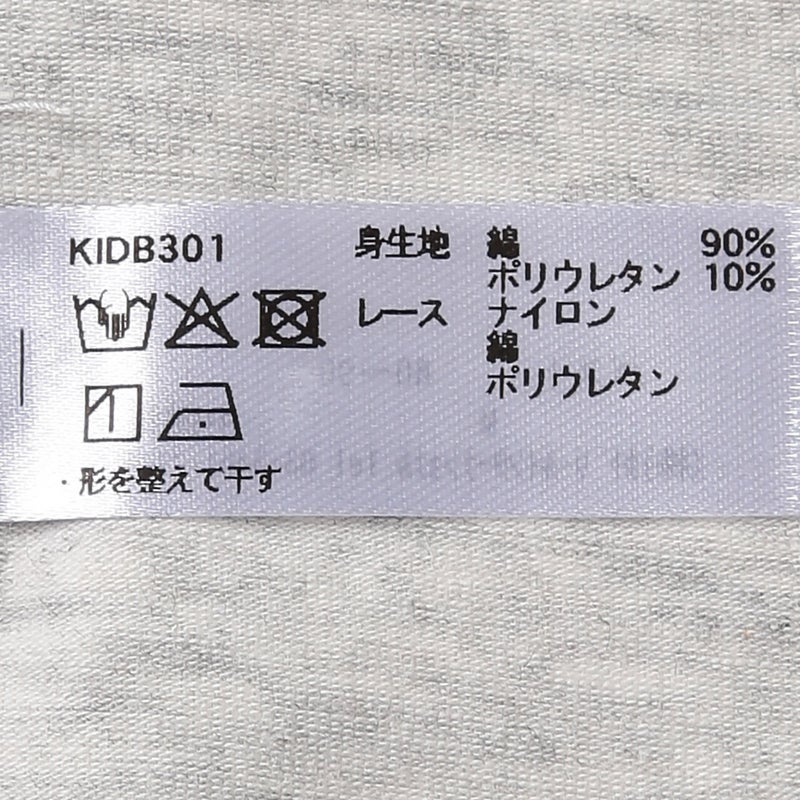 KIDB301
身生地 綿 90%
ポリウレタン 10%
レース ナイロン
綿
ポリウレタン
・形を整えて干す